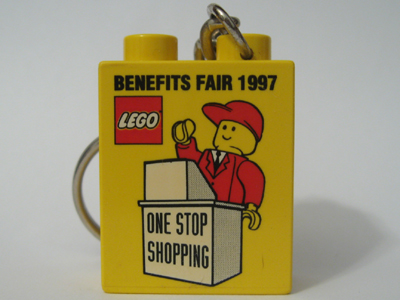 BENEFITS FAIR 1997
LEGO
ONE STOP
SHOPPING